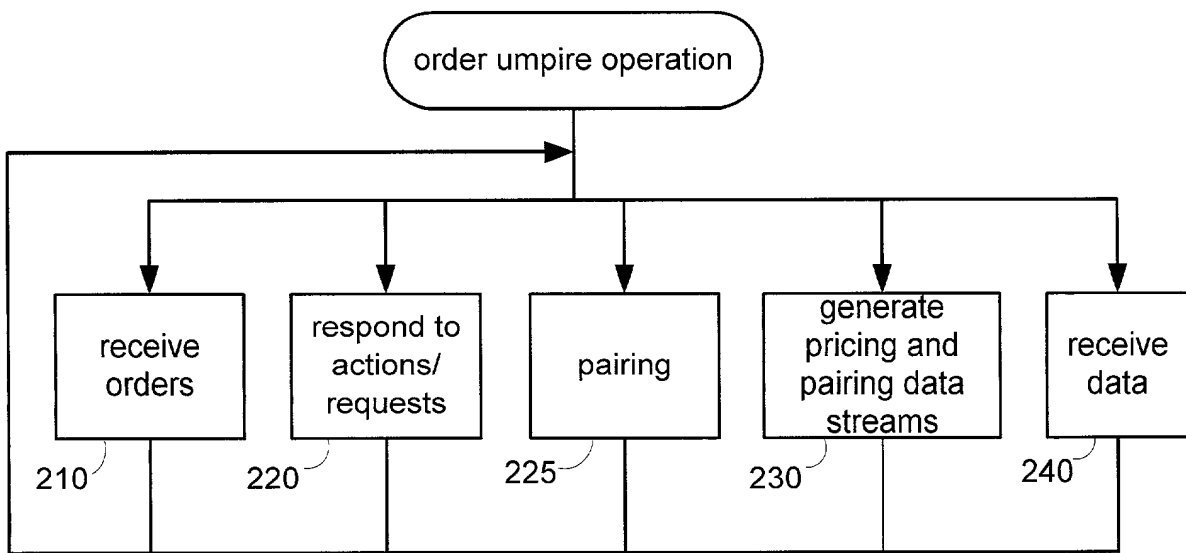 order umpire operation
receive
orders
respond to
actions/
requests
pairing
generate
pricing and
pairing data
streams
receive
data
210
220
225
230
240